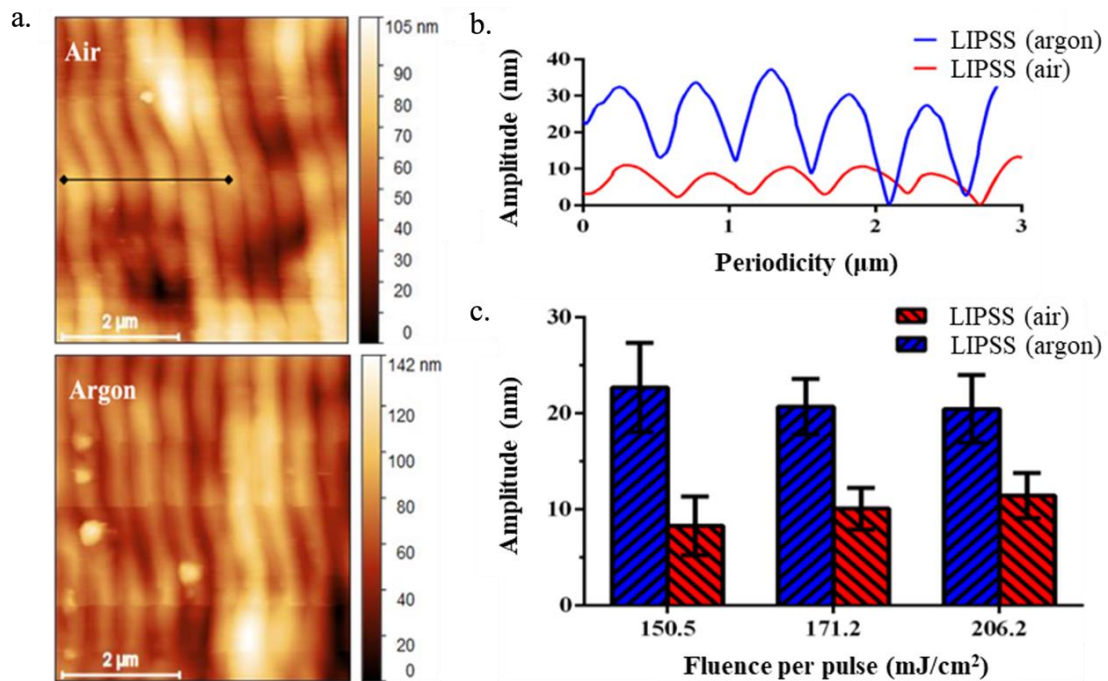 a.
Air
2 µm
105 nm
90
80
70
60
50
40
30
20
10
0
Argon
2 µm
142 nm
120
100
80
60
40
20
0
b.
LIPSS (argon)
LIPSS (air)
Amplitude (nm)
40
30
20
10
0
0
1
2
3
Periodicity (µm)
c.
LIPSS (air)
LIPSS (argon)
Amplitude (nm)
30
20
10
0
150.5
171.2
206.2
Fluence per pulse (mJ/cm²)